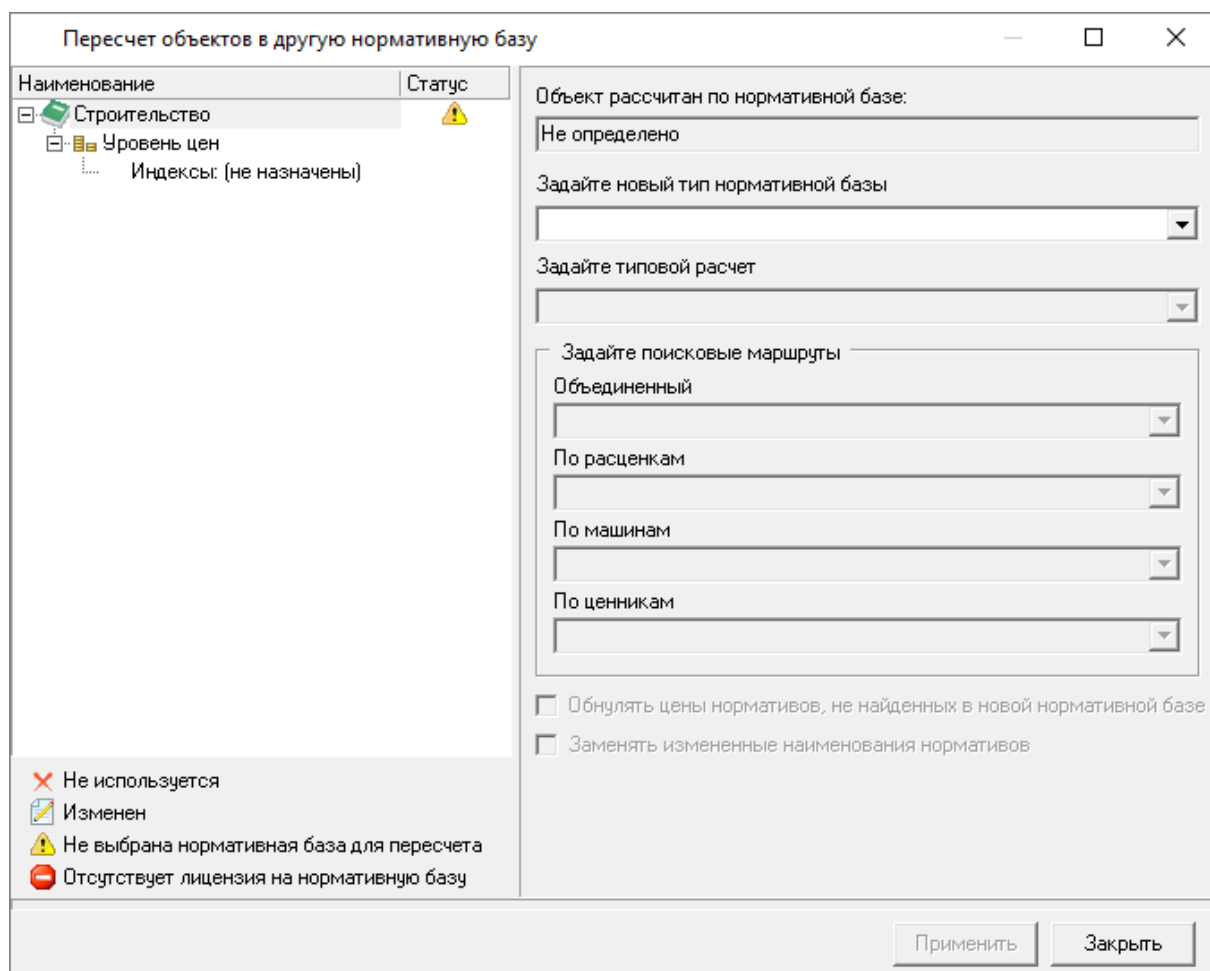 Пересчет объектов в другую нормативную базу
Наименование Статус
Строительство
Уровень цен
Индексы: (не назначены)
Не используется
Изменен
Не выбрана нормативная база для пересчета
Отсутствует лицензия на нормативную базу
Объект рассчитан по нормативной базе:
Не определено
Задайте новый тип нормативной базы
Задайте типовой расчет
Задайте поисковые маршруты
Объединенный
По расценкам
По машинам
По ценникам
Обнулять цены нормативов, не найденных в новой нормативной базе
Заменять измененные наименования нормативов
Применить Закрыть